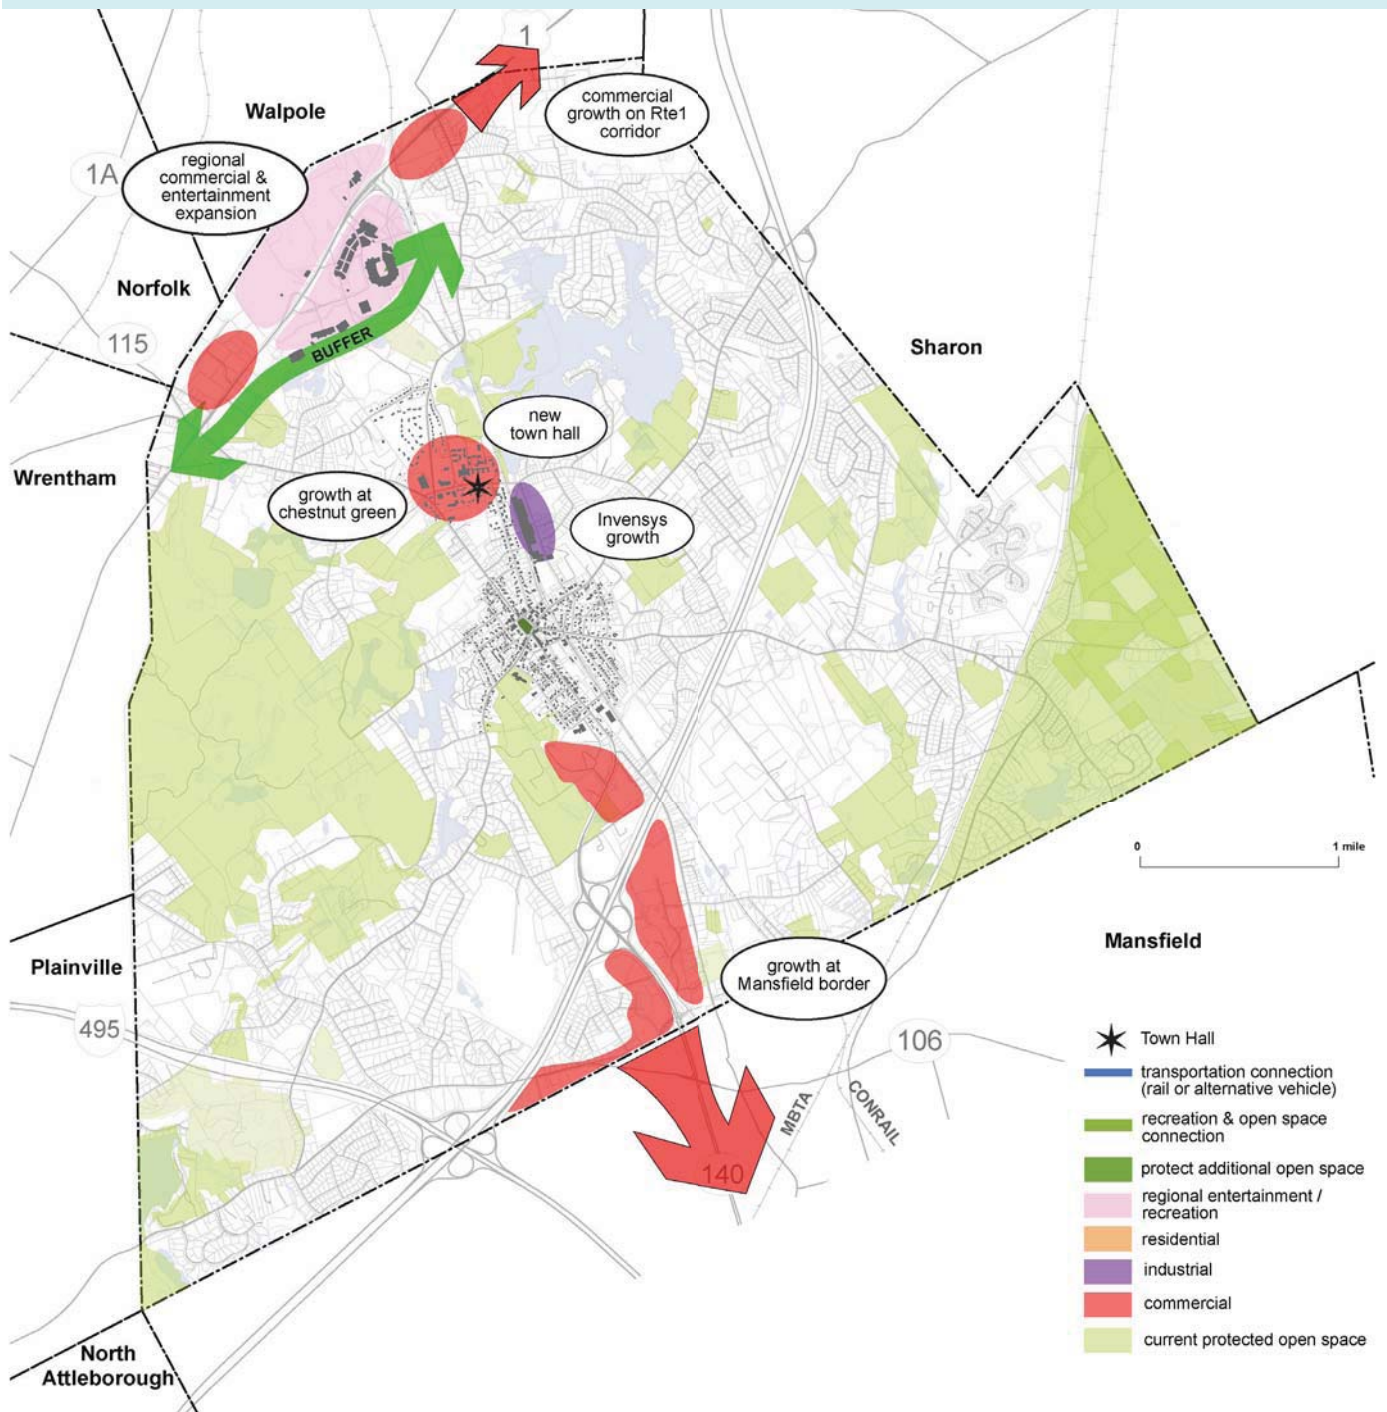 1
Walpole
commercial
growth on Rte1
corridor
1A
regional
commercial &
entertainment
expansion
Norfolk
115
BUFFER
Sharon
new
town hall
Wrentham
growth at
chestnut green
Invensys
growth
0 1 mile
Mansfield
Plainville
growth at
Mansfield border
495
106
MBTA
CONRAIL
140
Town Hall
transportation connection
(rail or alternative vehicle)
recreation & open space
connection
protect additional open space
regional entertainment /
recreation
residential
industrial
commercial
current protected open space
North
Attleborough